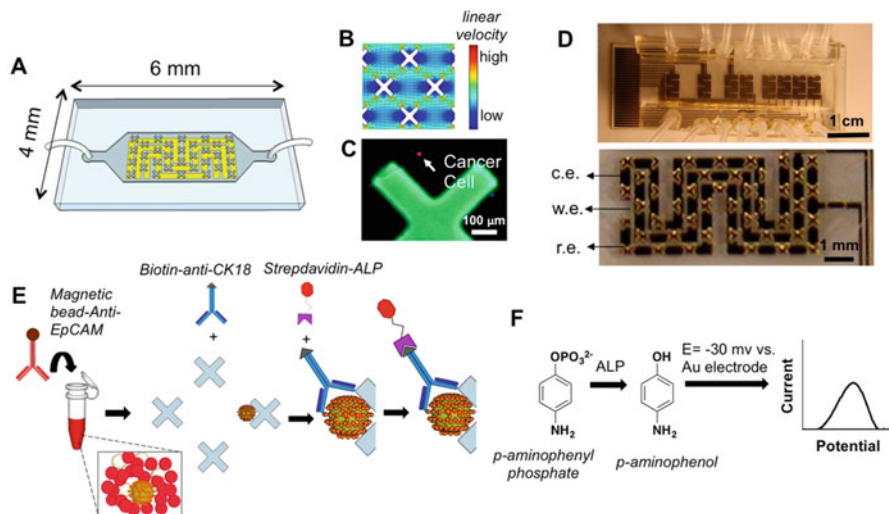 A
6 mm
4 mm
B
linear
velocity
high
low
C
Cancer
Cell
100 μm
D
1 cm
c.e.
w.e.
r.e.
1 mm
E
Magnetic
bead-Anti-
EpCAM
Biotin-anti-CK18
+
Strepdavidin-ALP
+
F
OPO₃²⁻
NH₂
p-aminophenyl
phosphate
ALP
OH
NH₂
p-aminophenol
E= -30 mv vs.
Au electrode
Current
Potential